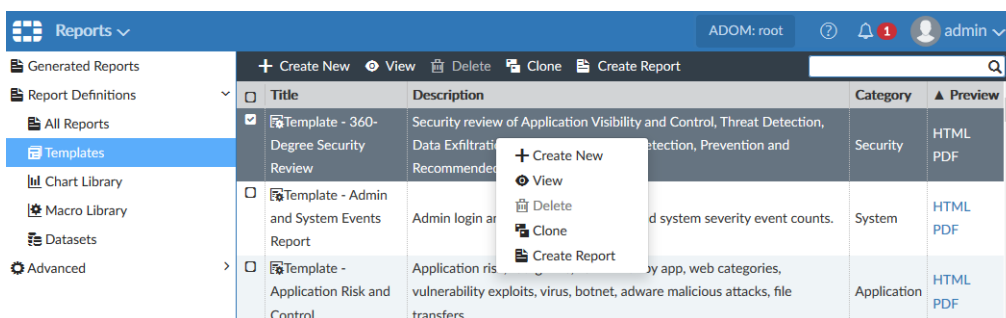 Reports
ADOM: root
1
admin
Generated Reports
Report Definitions
All Reports
Templates
Chart Library
Macro Library
Datasets
Advanced
Create New View Delete Clone Create Report
Title Description Category Preview
Template - 360-
Degree Security
Review
Security review of Application Visibility and Control, Threat Detection,
Data Exfiltratio etection, Prevention and
Recommended
Security
HTML
PDF
Create New
View
Delete
Clone
Create Report
Template - Admin
and System Events
Report
Admin login an d system severity event counts.
System
HTML
PDF
Template -
Application Risk and
Control
Application ris by app, web categories,
vulnerability exploits, virus, botnet, adware malicious attacks, file
transfers
Application
HTML
PDF